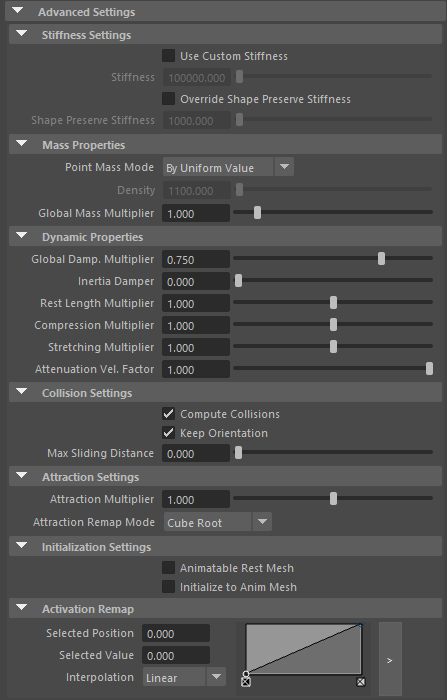 Advanced Settings
Stiffness Settings
Use Custom Stiffness
Stiffness 100000.000
Override Shape Preserve Stiffness
Shape Preserve Stiffness 1000.000
Mass Properties
Point Mass Mode By Uniform Value
Density 1100.000
Global Mass Multiplier 1.000
Dynamic Properties
Global Damp. Multiplier 0.750
Inertia Damper 0.000
Rest Length Multiplier 1.000
Compression Multiplier 1.000
Stretching Multiplier 1.000
Attenuation Vel. Factor 1.000
Collision Settings
Compute Collisions
Keep Orientation
Max Sliding Distance 0.000
Attraction Settings
Attraction Multiplier 1.000
Attraction Remap Mode Cube Root
Initialization Settings
Animatable Rest Mesh
Initialize to Anim Mesh
Activation Remap
Selected Position 0.000
Selected Value 0.000
Interpolation Linear
>